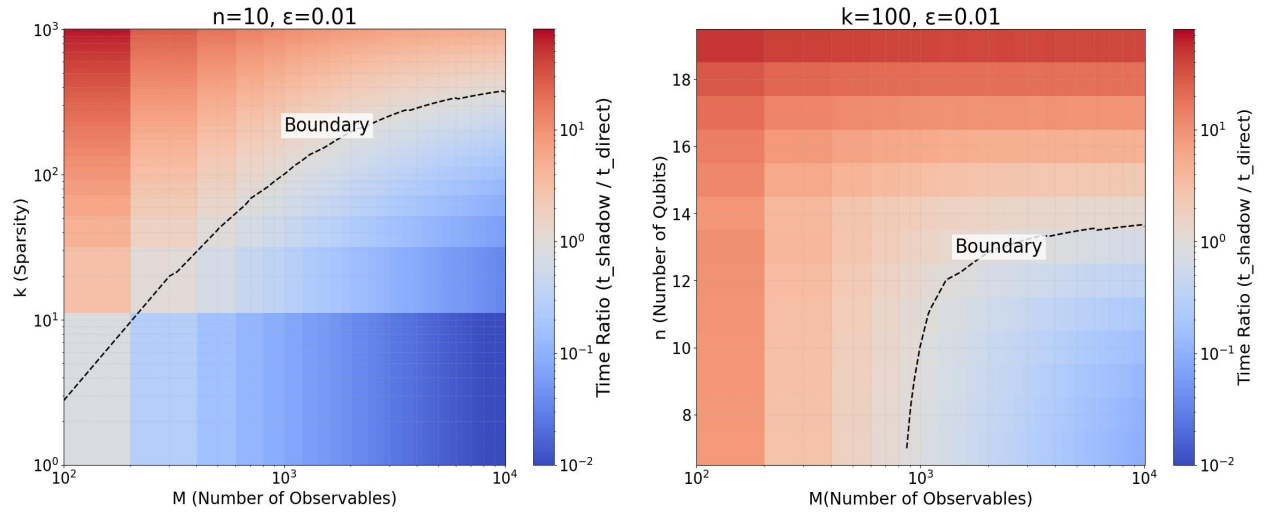 n=10, ε=0.01
10³
10²
10¹
10⁰
k (Sparsity)
Boundary
10² 10³ 10⁴
M (Number of Observables)
10¹
10⁰
10⁻¹
10⁻²
Time Ratio (t_shadow / t_direct)
k=100, ε=0.01
18
16
14
12
10
8
n (Number of Qubits)
Boundary
10² 10³ 10⁴
M(Number of Observables)
10¹
10⁰
10⁻¹
10⁻²
Time Ratio (t_shadow / t_direct)